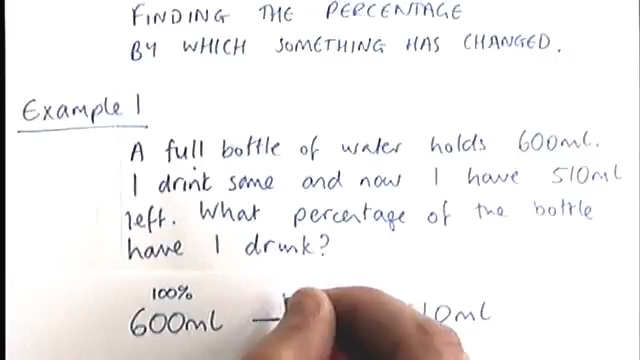 FINDING THE PERCENTAGE
BY WHICH SOMETHING HAS CHANGED.
Example 1
A full bottle of water holds 600ml.
I drink some and now I have 510ml
left. What percentage of the bottle
have I drunk?
100%
600ml — 10ml